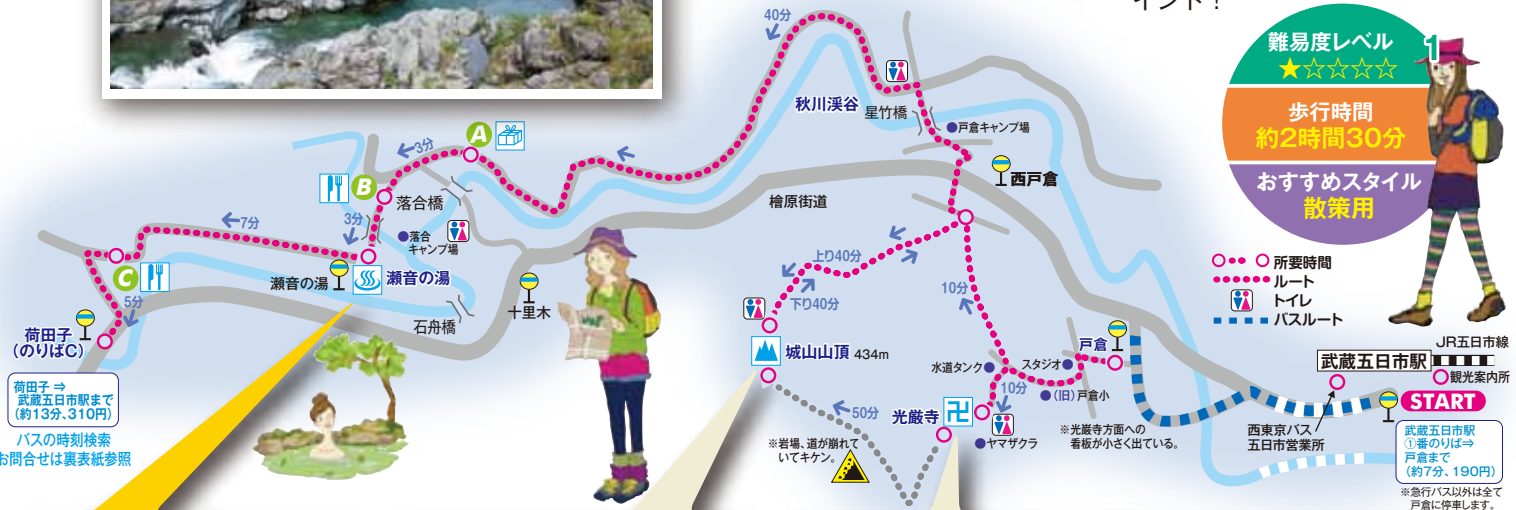 イント！
難易度レベル
★☆☆☆☆
1
歩行時間
約2時間30分
おすすめスタイル
散策用
所要時間
ルート
トイレ
バスルート
40分
秋川渓谷
星竹橋
戸倉キャンプ場
西戸倉
檜原街道
A
3分
B
落合橋
3分
落合
キャンプ場
7分
瀬音の湯
瀬音の湯
石舟橋
十里木
C
5分
荷田子
（のりばC）
荷田子 ⇒
武蔵五日市駅まで
（約13分、310円）
バスの時刻検索
お問合せは裏表紙参照
上り40分
下り40分
城山山頂 434m
10分
水道タンク
スタジオ
戸倉
（旧）戸倉小
10分
光厳寺
卍
ヤマザクラ
※光厳寺方面への
看板が小さく出ている。
50分
※岩場、道が崩れて
いてキケン。
JR五日市線
武蔵五日市駅
観光案内所
START
西東京バス
五日市営業所
武蔵五日市駅
①番のりば⇒
戸倉まで
（約7分、190円）
※急行バス以外は全て
戸倉に停車します。